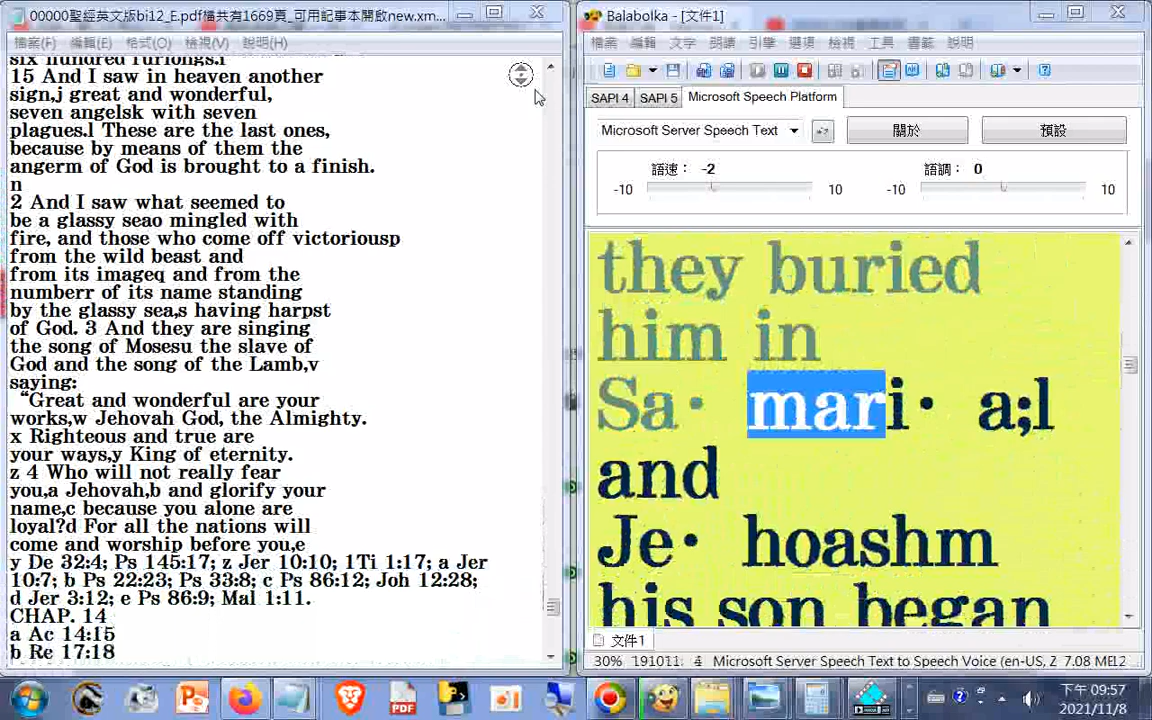 00000聖經英文版bi12_E.pdf檔共有1669頁_可用記事本開啟new.xm...
檔案(F) 編輯(E) 格式(O) 檢視(V) 說明(H)
six hundred furlongs.i
15 And I saw in heaven another
sign,j great and wonderful,
seven angelsk with seven
plagues.l These are the last ones,
because by means of them the
angerm of God is brought to a finish.
n
2 And I saw what seemed to
be a glassy seao mingled with
fire, and those who come off victoriousp
from the wild beast and
from its imageq and from the
numberr of its name standing
by the glassy sea,s having harpst
of God. 3 And they are singing
the song of Mosesu the slave of
God and the song of the Lamb,v
saying:
“Great and wonderful are your
works,w Jehovah God, the Almighty.
x Righteous and true are
your ways,y King of eternity.
z 4 Who will not really fear
you,a Jehovah,b and glorify your
name,c because you alone are
loyal?d For all the nations will
come and worship before you,e
y De 32:4; Ps 145:17; z Jer 10:10; 1Ti 1:17; a Jer
10:7; b Ps 22:23; Ps 33:8; c Ps 86:12; Joh 12:28;
d Jer 3:12; e Ps 86:9; Mal 1:11.
CHAP. 14
a Ac 14:15
b Re 17:18
Balabolka - [文件1]
檔案 編輯 文字 朗讀 引擎 選項 檢視 工具 書籤 說明
SAPI 4 SAPI 5 Microsoft Speech Platform
Microsoft Server Speech Text 關於 預設
語速： -2 語調： 0
-10 10 -10 10
they buried
him in
Sa· mari· a;l
and
Je· hoashm
his son began
文件1
30% 191011: 4 Microsoft Server Speech Text to Speech Voice (en-US, Z 7.08 ME12
PDF
下午 09:57
2021/11/8